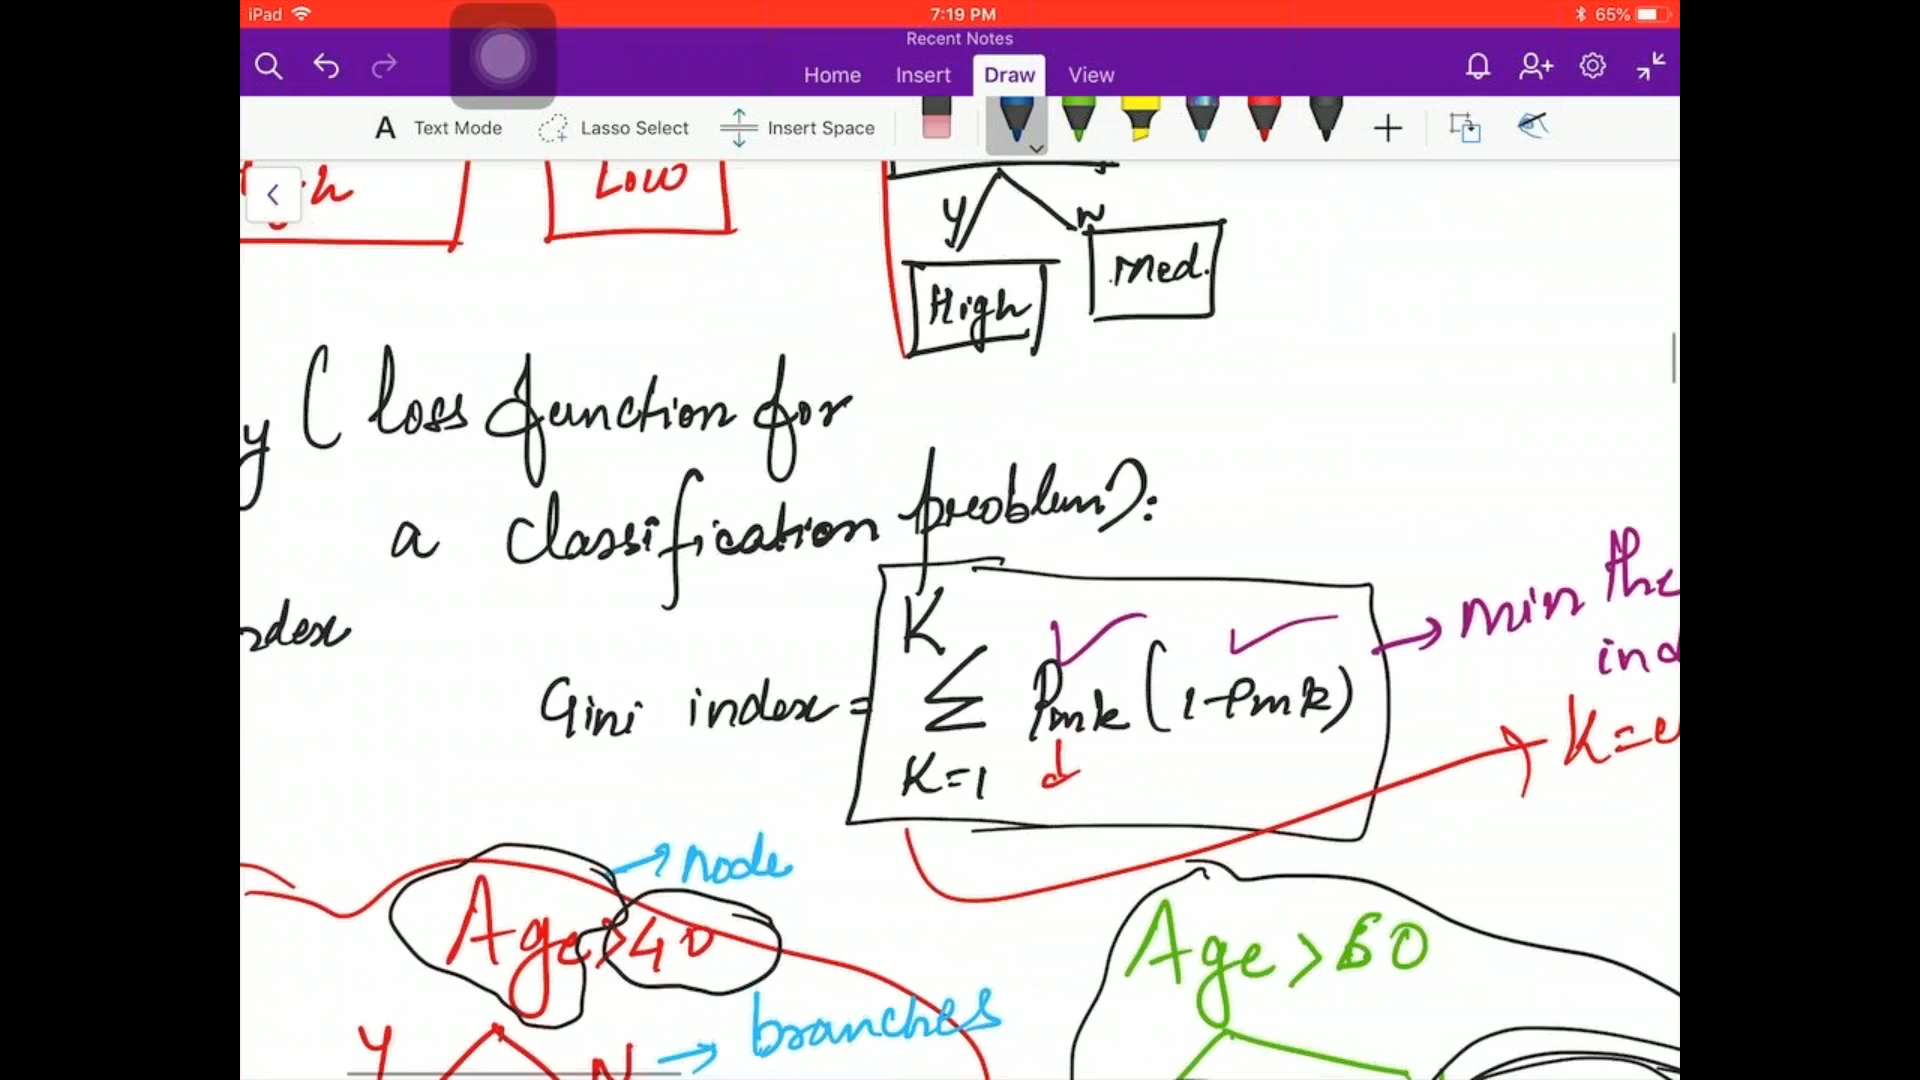 iPad 7:19 PM 65%
Recent Notes
Home Insert Draw View
A Text Mode Lasso Select Insert Space
Low
Y N
Med.
High
y ( loss function for
a classification problem):
ndex
min the
ind
K
Gini index = Σ Pmk (1-Pmk)
K=1
k=
node
Age>40
Age>60
branches
Y N